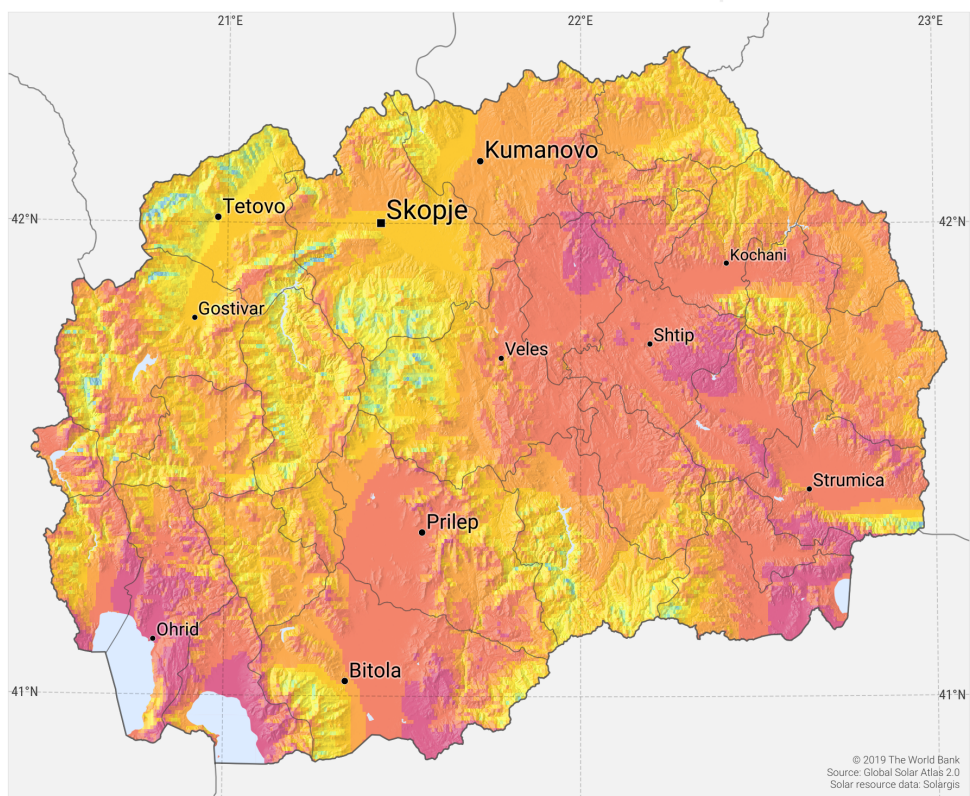 21°E
22°E
23°E
Kumanovo
Tetovo
Skopje
42°N
42°N
Kochani
Gostivar
Shtip
Veles
Strumica
Prilep
Ohrid
Bitola
41°N
41°N
© 2019 The World Bank
Source: Global Solar Atlas 2.0
Solar resource data: Solargis